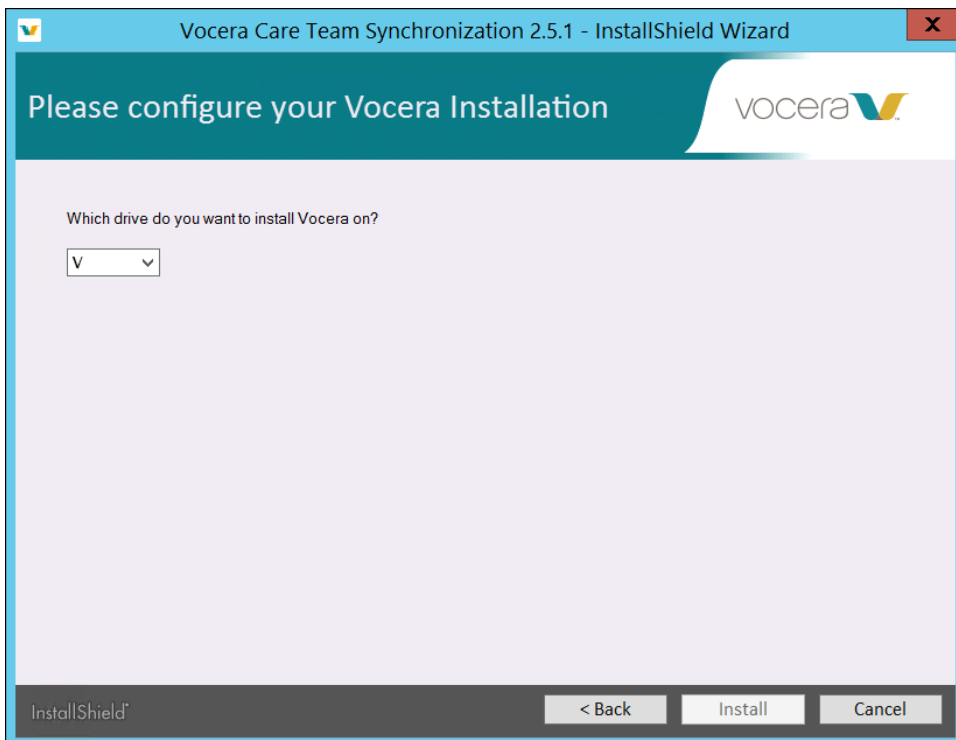 Vocera Care Team Synchronization 2.5.1 - InstallShield Wizard
X
Please configure your Vocera Installation
vocera
Which drive do you want to install Vocera on?
V
InstallShield
< Back
Install
Cancel